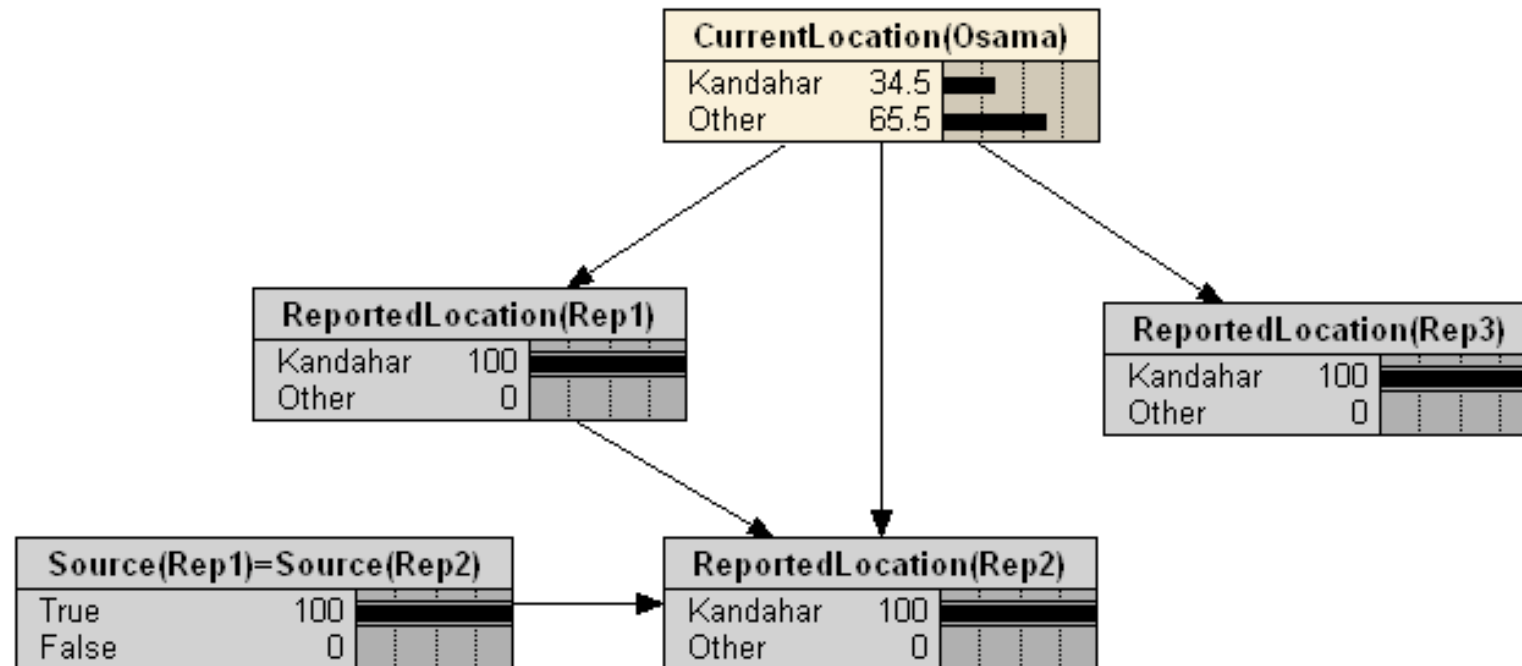 CurrentLocation(Osama)
Kandahar 34.5
Other 65.5
ReportedLocation(Rep1)
Kandahar 100
Other 0
ReportedLocation(Rep3)
Kandahar 100
Other 0
Source(Rep1)=Source(Rep2)
True 100
False 0
ReportedLocation(Rep2)
Kandahar 100
Other 0